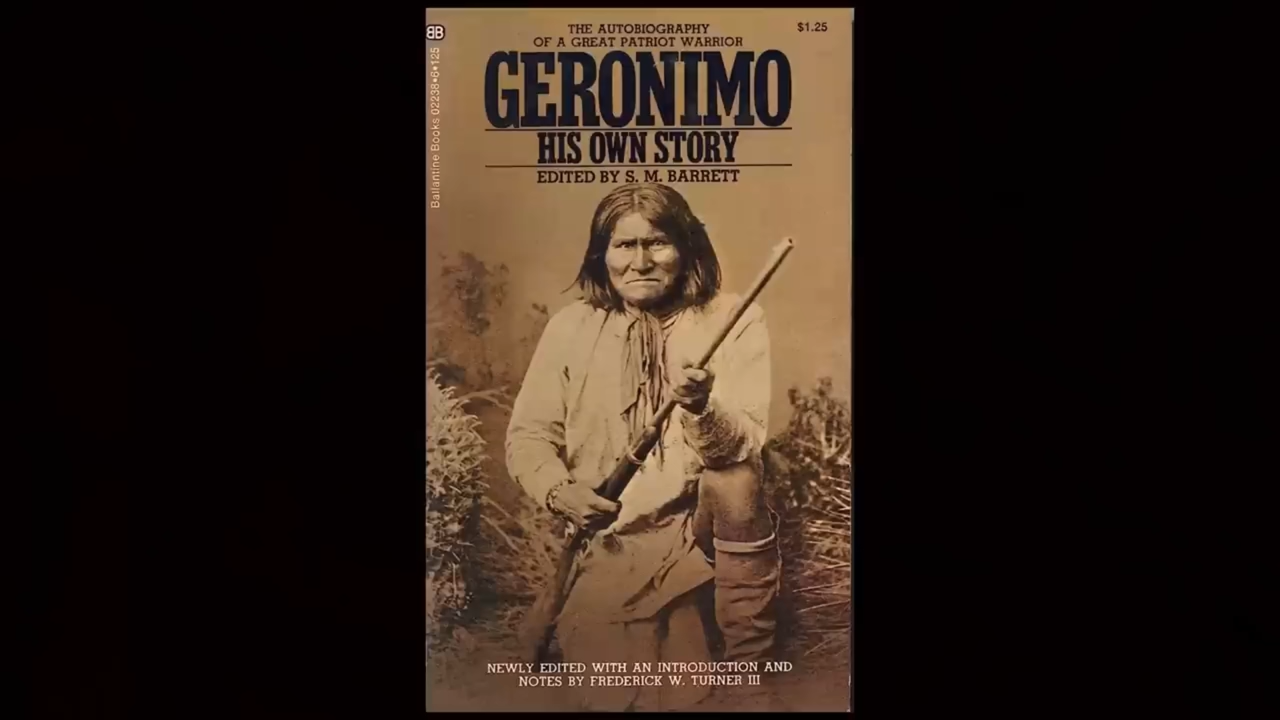 THE AUTOBIOGRAPHY
OF A GREAT PATRIOT WARRIOR
$1.25
BB
Ballantine Books 02238•6•125
GERONIMO
HIS OWN STORY
EDITED BY S. M. BARRETT
NEWLY EDITED WITH AN INTRODUCTION AND
NOTES BY FREDERICK W. TURNER III